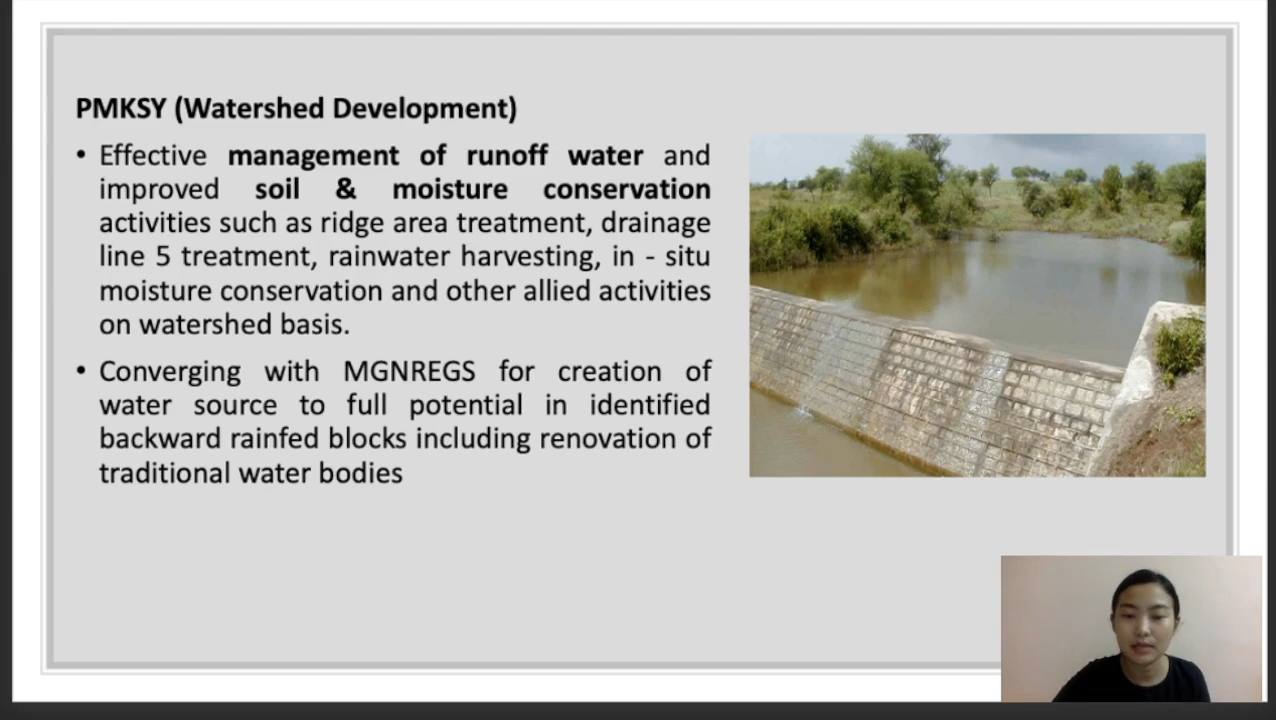 PMKSY (Watershed Development)
• Effective management of runoff water and
improved soil & moisture conservation
activities such as ridge area treatment, drainage
line 5 treatment, rainwater harvesting, in - situ
moisture conservation and other allied activities
on watershed basis.
• Converging with MGNREGS for creation of
water source to full potential in identified
backward rainfed blocks including renovation of
traditional water bodies